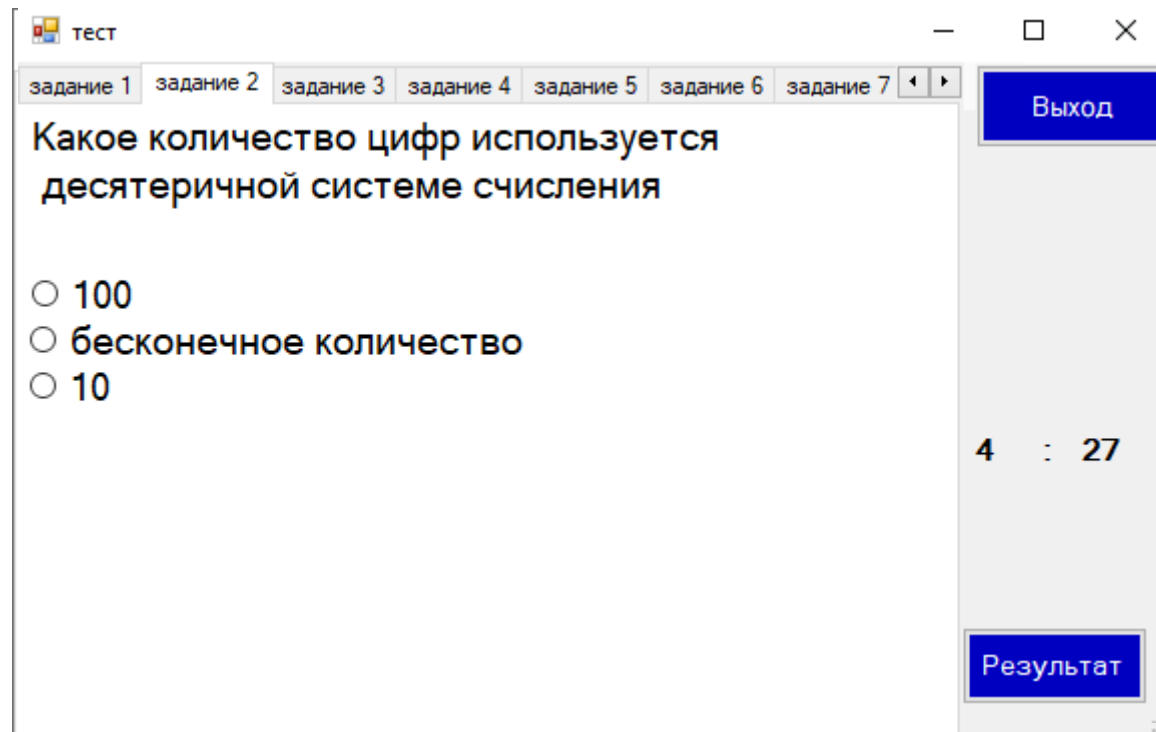 тест
задание 1 задание 2 задание 3 задание 4 задание 5 задание 6 задание 7
Выход
Какое количество цифр используется
десятеричной системе счисления
100
бесконечное количество
10
4 : 27
Результат